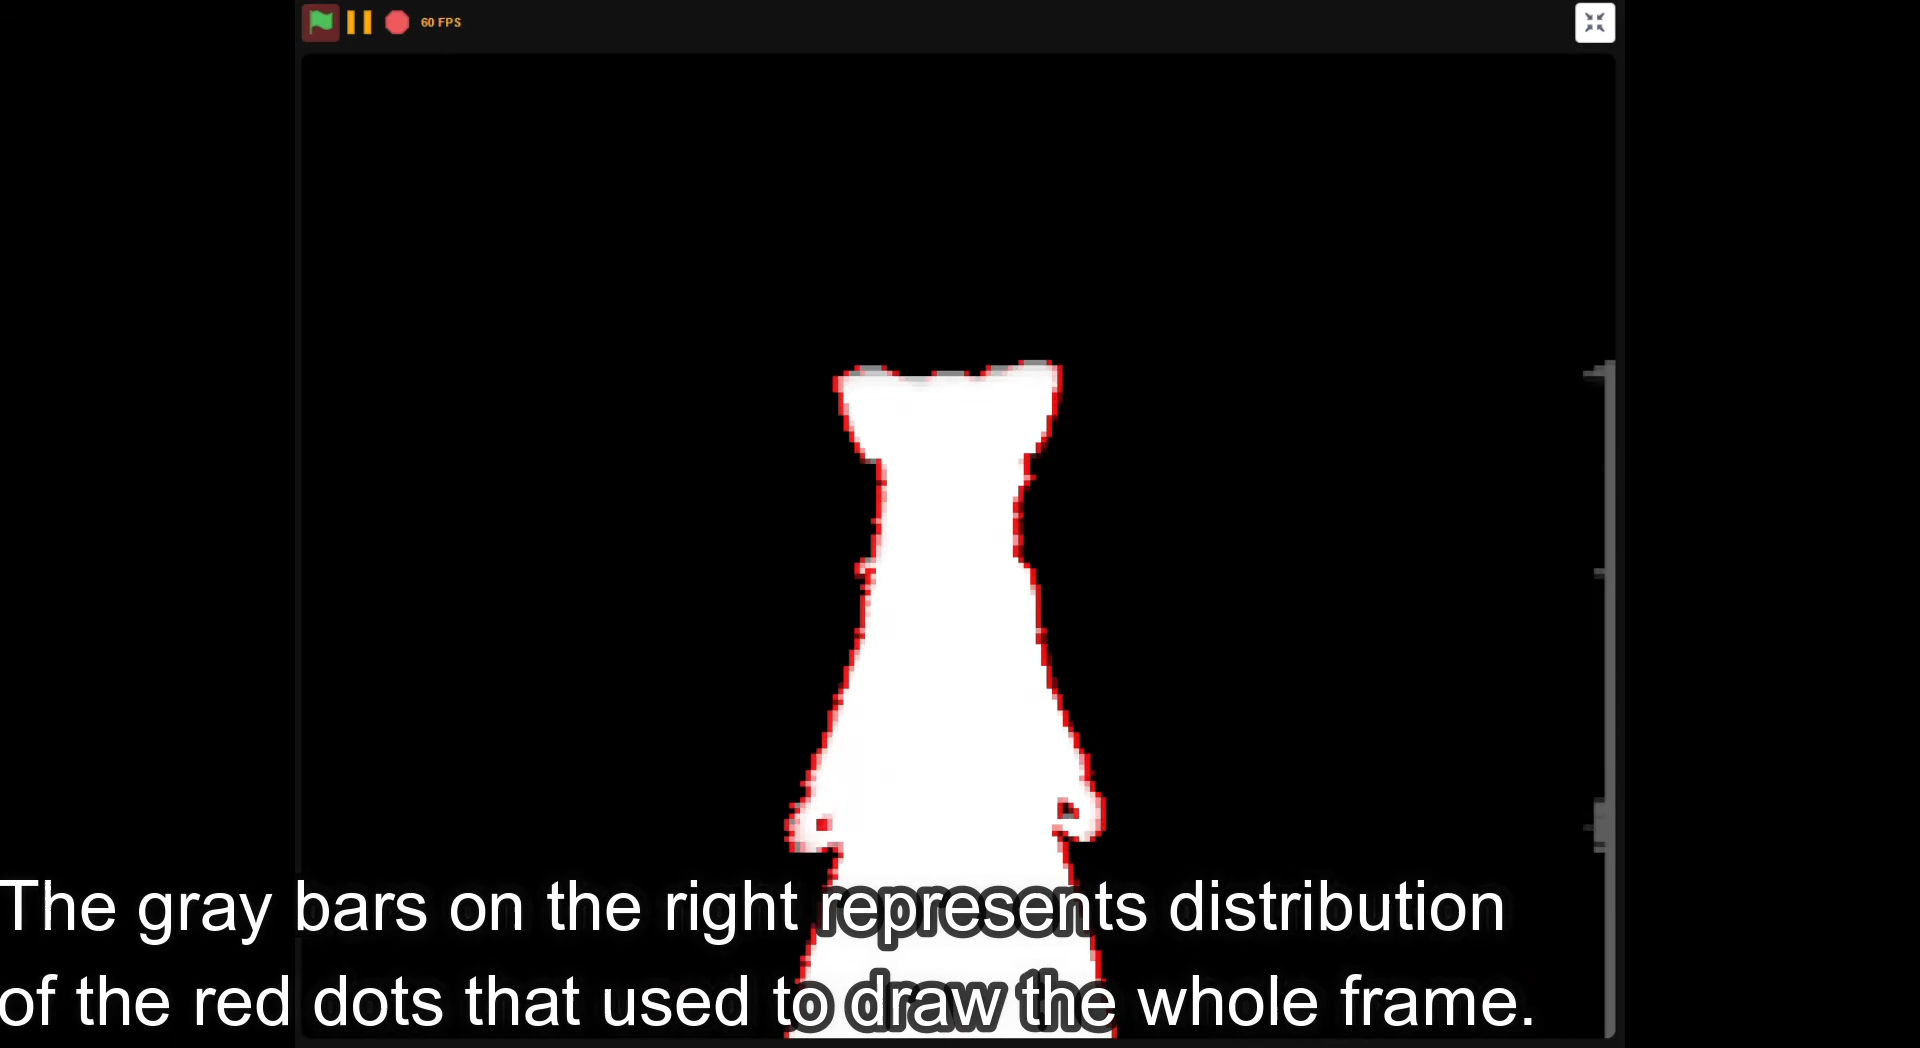 60 FPS
The gray bars on the right represents distribution
of the red dots that used to draw the whole frame.